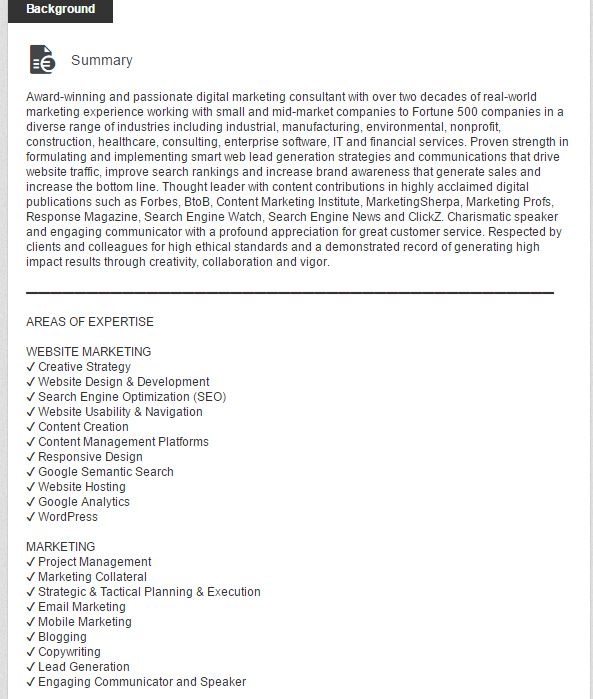 Background
Summary
Award-winning and passionate digital marketing consultant with over two decades of real-world
marketing experience working with small and mid-market companies to Fortune 500 companies in a
diverse range of industries including industrial, manufacturing, environmental, nonprofit,
construction, healthcare, consulting, enterprise software, IT and financial services. Proven strength in
formulating and implementing smart web lead generation strategies and communications that drive
website traffic, improve search rankings and increase brand awareness that generate sales and
increase the bottom line. Thought leader with content contributions in highly acclaimed digital
publications such as Forbes, BtoB, Content Marketing Institute, MarketingSherpa, Marketing Profs,
Response Magazine, Search Engine Watch, Search Engine News and ClickZ. Charismatic speaker
and engaging communicator with a profound appreciation for great customer service. Respected by
clients and colleagues for high ethical standards and a demonstrated record of generating high
impact results through creativity, collaboration and vigor.
AREAS OF EXPERTISE
WEBSITE MARKETING
✓ Creative Strategy
✓ Website Design & Development
✓ Search Engine Optimization (SEO)
✓ Website Usability & Navigation
✓ Content Creation
✓ Content Management Platforms
✓ Responsive Design
✓ Google Semantic Search
✓ Website Hosting
✓ Google Analytics
✓ WordPress
MARKETING
✓ Project Management
✓ Marketing Collateral
✓ Strategic & Tactical Planning & Execution
✓ Email Marketing
✓ Mobile Marketing
✓ Blogging
✓ Copywriting
✓ Lead Generation
✓ Engaging Communicator and Speaker